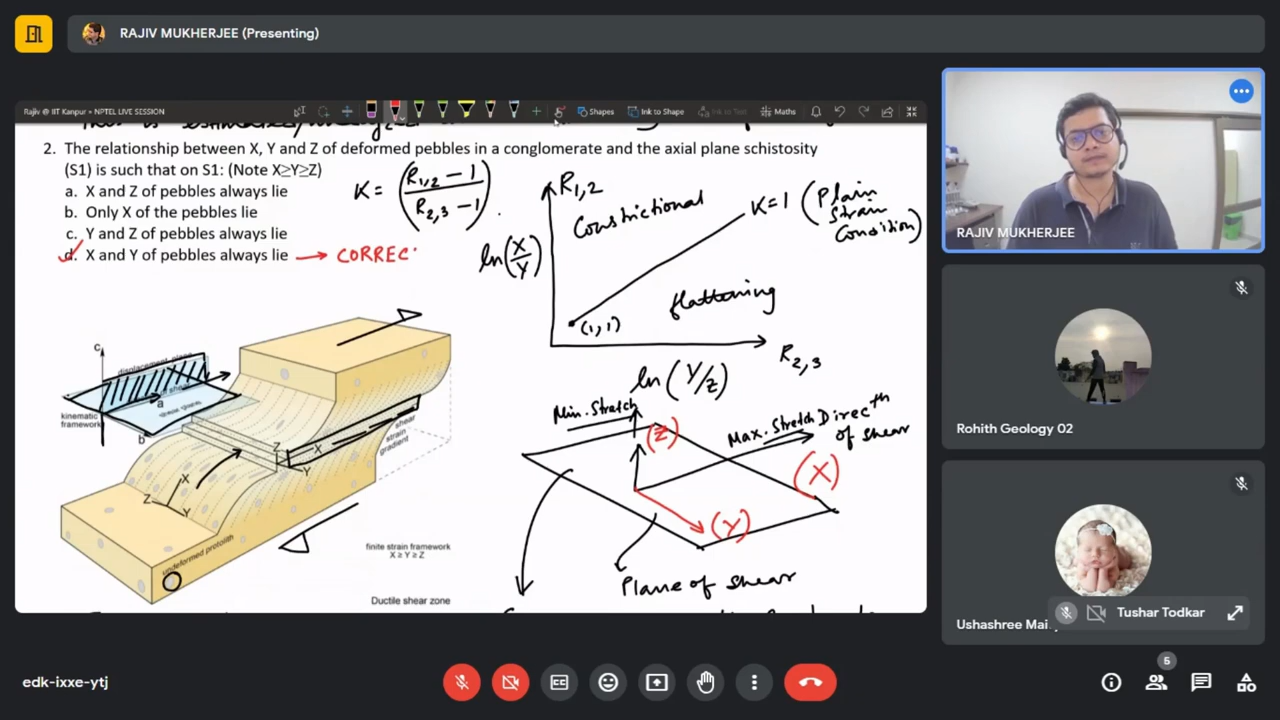 RAJIV MUKHERJEE (Presenting)
Rajiv @ IIT Kanpur » NPTEL LIVE SESSION
Shapes
Ink to Shape
Ink to Text
Maths
2. The relationship between X, Y and Z of deformed pebbles in a conglomerate and the axial plane schistosity
(S1) is such that on S1: (Note X≥Y≥Z)
a. X and Z of pebbles always lie
b. Only X of the pebbles lie
c. Y and Z of pebbles always lie
d. X and Y of pebbles always lie → CORREC
K = (R1,2 - 1 / R2,3 - 1)
R1,2
Constrictional
K=1 (Plain
Strain
Condition)
ln(X/Y)
flattening
(1,1)
R2,3
ln(Y/Z)
c
displacement plane
a
shear plane
b
kinematic
framework
Z
X
Y
shear
strain
gradient
X
Z
Y
undeformed protolith
finite strain framework
X ≥ Y ≥ Z
Ductile shear zone
Min. Stretch
(Z)
Max. Stretch Directh
of shear
(X)
(Y)
Plane of shear
RAJIV MUKHERJEE
Rohith Geology 02
Tushar Todkar
edk-ixxe-ytj
5